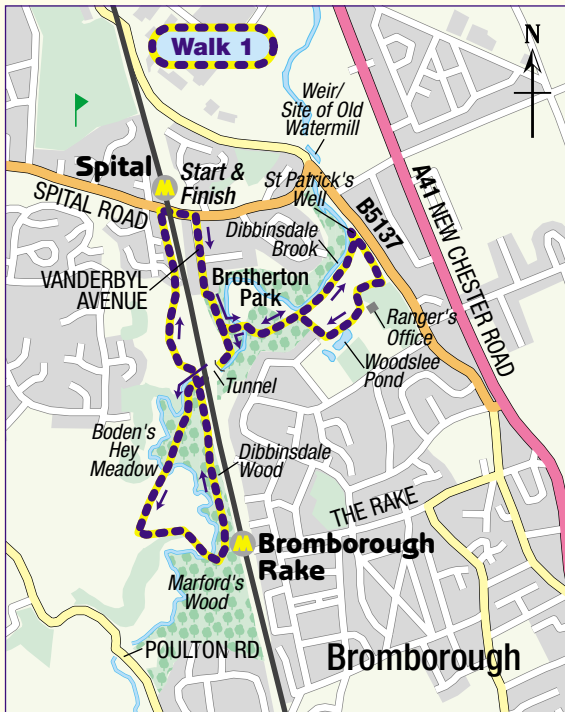 Walk 1
N
Weir/
Site of Old
Watermill
Spital
Start &
Finish
SPITAL ROAD
St Patrick's
Well
B5137
A41 NEW CHESTER ROAD
Dibbinsdale
Brook
VANDERBYL
AVENUE
Brotherton
Park
Ranger's
Office
Woodslee
Pond
Tunnel
Boden's
Hey
Meadow
Dibbinsdale
Wood
THE RAKE
M Bromborough
Rake
Marford's
Wood
POULTON RD
Bromborough